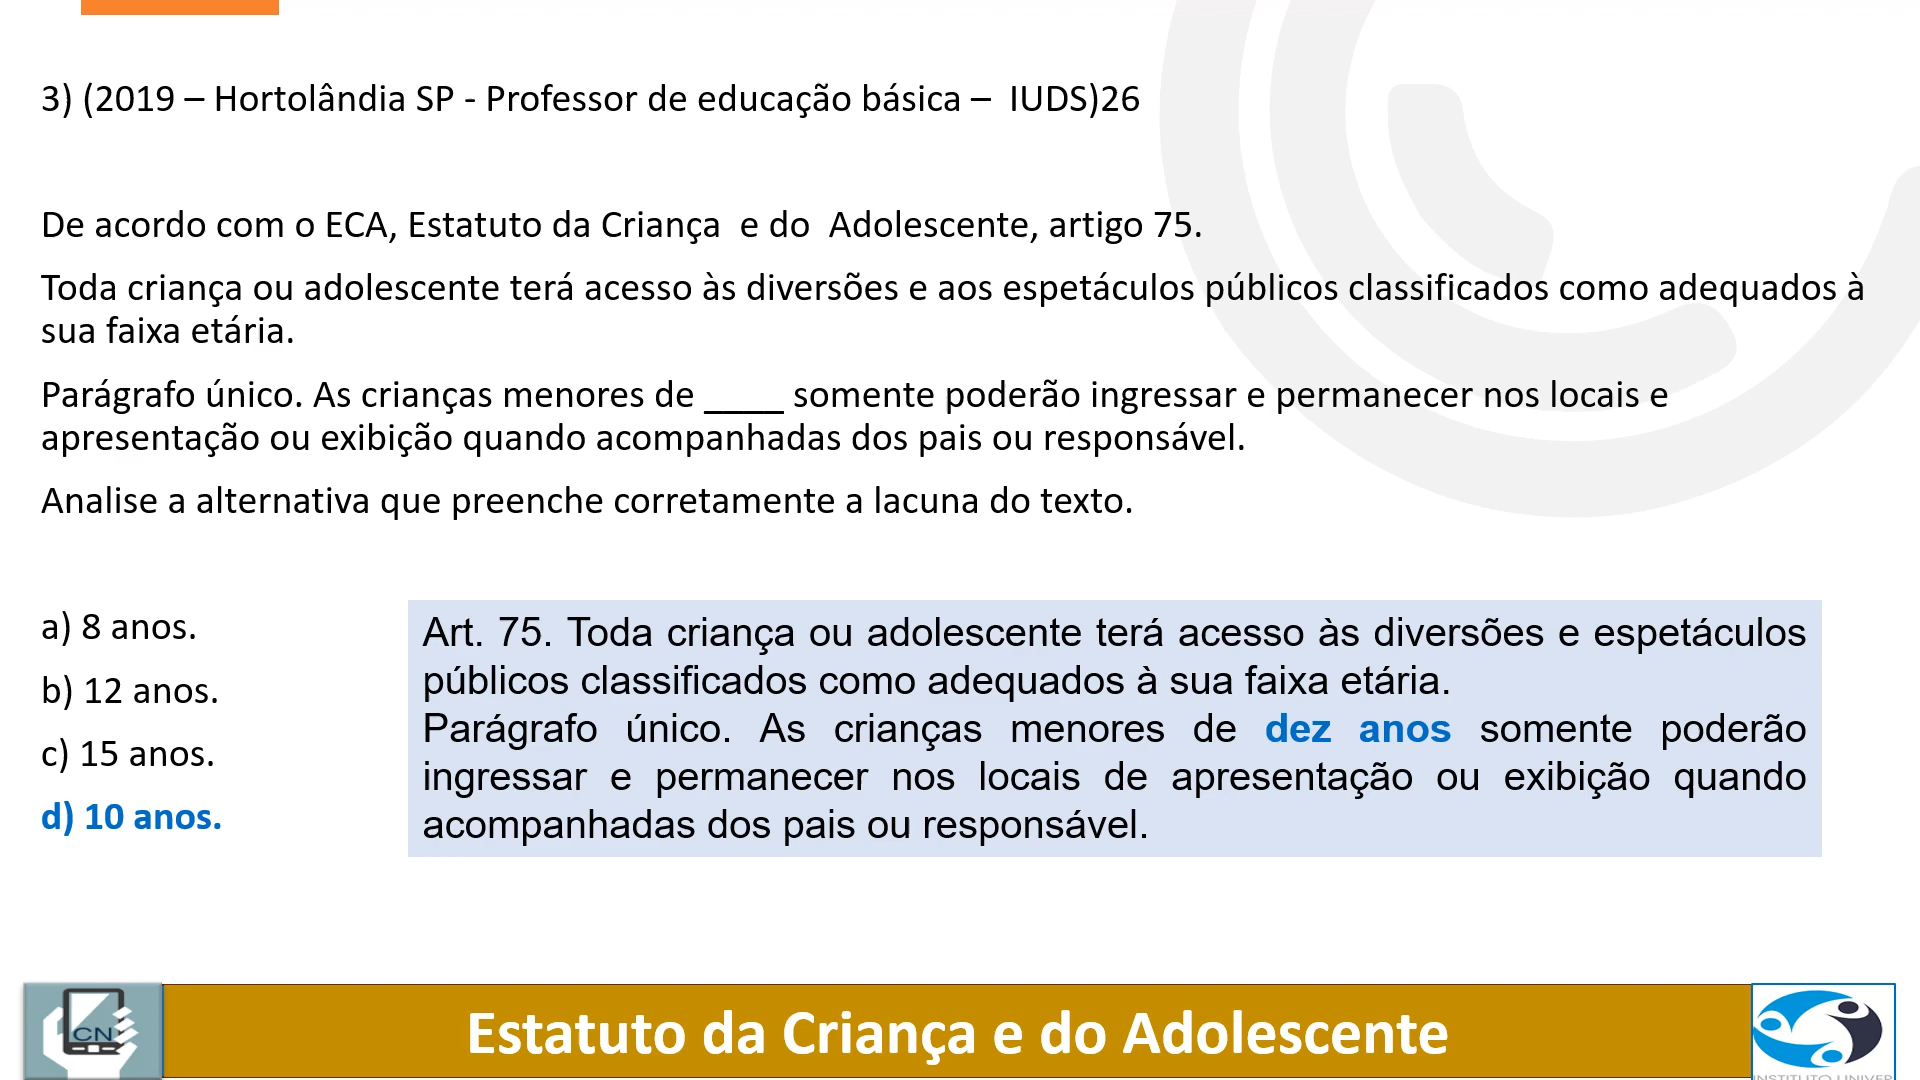 3) (2019 – Hortolândia SP - Professor de educação básica – IUDS)26
De acordo com o ECA, Estatuto da Criança e do Adolescente, artigo 75.
Toda criança ou adolescente terá acesso às diversões e aos espetáculos públicos classificados como adequados à
sua faixa etária.
Parágrafo único. As crianças menores de ____ somente poderão ingressar e permanecer nos locais e
apresentação ou exibição quando acompanhadas dos pais ou responsável.
Analise a alternativa que preenche corretamente a lacuna do texto.
a) 8 anos.
b) 12 anos.
c) 15 anos.
d) 10 anos.
Art. 75. Toda criança ou adolescente terá acesso às diversões e espetáculos
públicos classificados como adequados à sua faixa etária.
Parágrafo único. As crianças menores de dez anos somente poderão
ingressar e permanecer nos locais de apresentação ou exibição quando
acompanhadas dos pais ou responsável.
CN
Estatuto da Criança e do Adolescente
INSTITUTO UNIVER